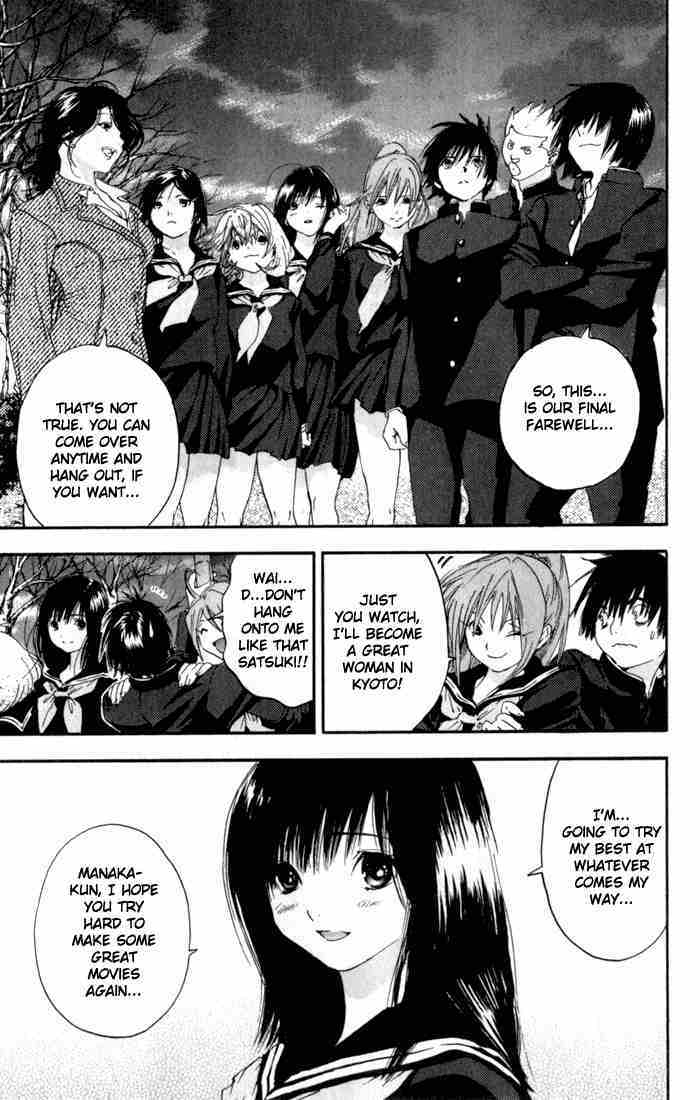 SO, THIS...
IS OUR FINAL
FAREWELL...
THAT'S NOT
TRUE. YOU CAN
COME OVER
ANYTIME AND
HANG OUT, IF
YOU WANT...
JUST
YOU WATCH,
I'LL BECOME
A GREAT
WOMAN IN
KYOTO!
WAI...
D...DON'T
HANG
ONTO ME
LIKE THAT
SATSUKI!!
I'M...
GOING TO TRY
MY BEST AT
WHATEVER
COMES MY
WAY...
MANAKA-
KUN, I HOPE
YOU TRY
HARD TO
MAKE SOME
GREAT
MOVIES
AGAIN...